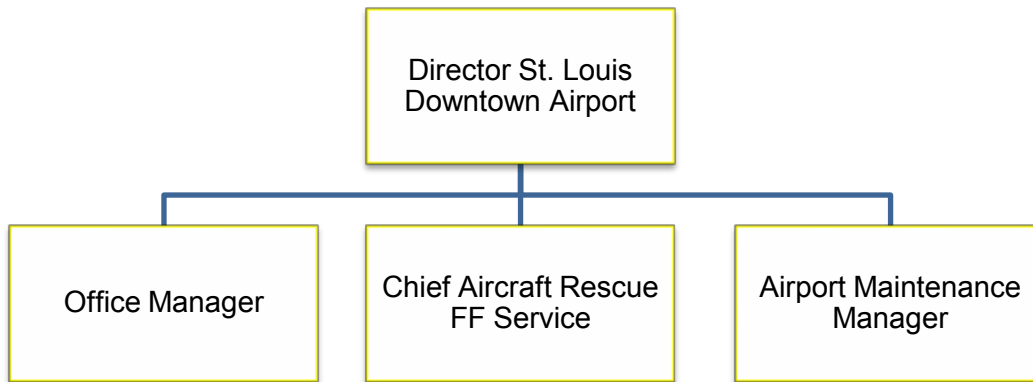 Director St. Louis
Downtown Airport
Office Manager
Chief Aircraft Rescue
FF Service
Airport Maintenance
Manager